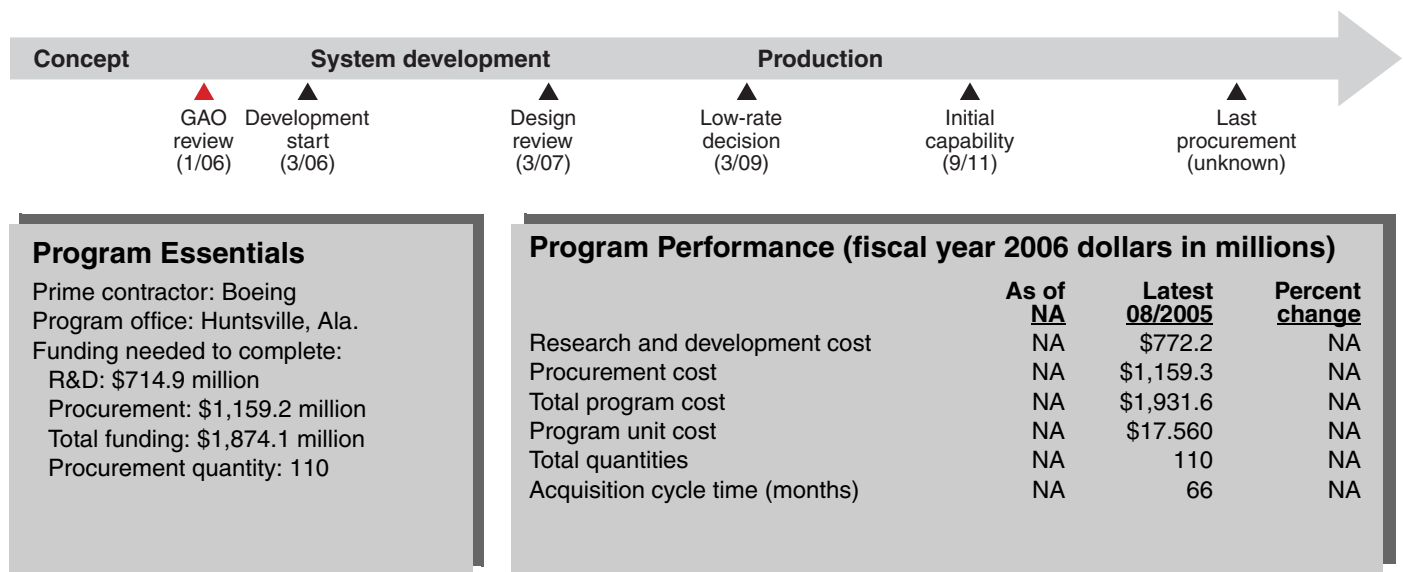 Concept System development Production
GAO review (1/06)
Development start (3/06)
Design review (3/07)
Low-rate decision (3/09)
Initial capability (9/11)
Last procurement (unknown)
Program Essentials
Prime contractor: Boeing
Program office: Huntsville, Ala.
Funding needed to complete:
R&D: $714.9 million
Procurement: $1,159.2 million
Total funding: $1,874.1 million
Procurement quantity: 110
Program Performance (fiscal year 2006 dollars in millions)
As of Latest Percent
NA 08/2005 change
Research and development cost NA $772.2 NA
Procurement cost NA $1,159.3 NA
Total program cost NA $1,931.6 NA
Program unit cost NA $17.560 NA
Total quantities NA 110 NA
Acquisition cycle time (months) NA 66 NA